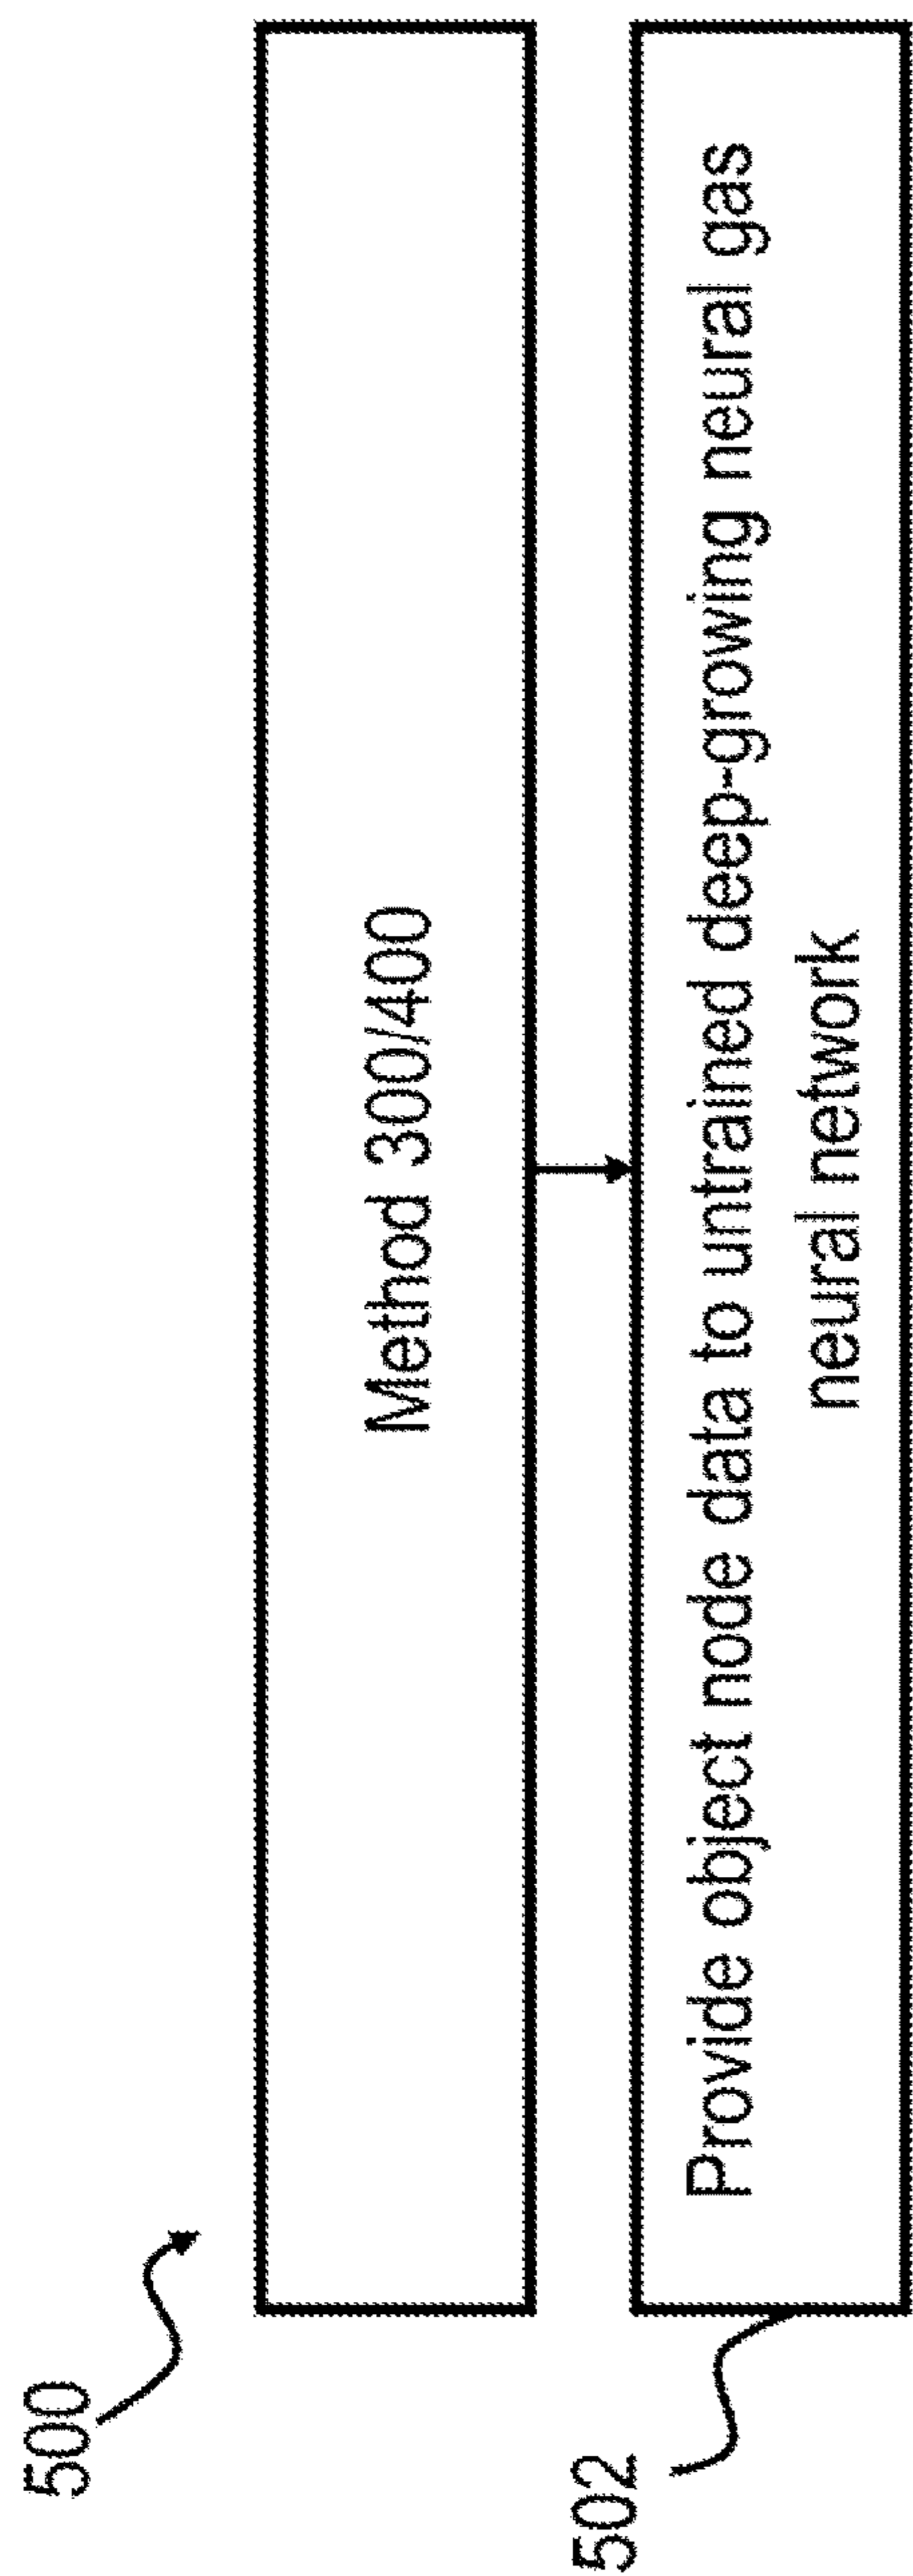 500
Method 300/400
502
Provide object node data to untrained deep-growing neural gas
neural network